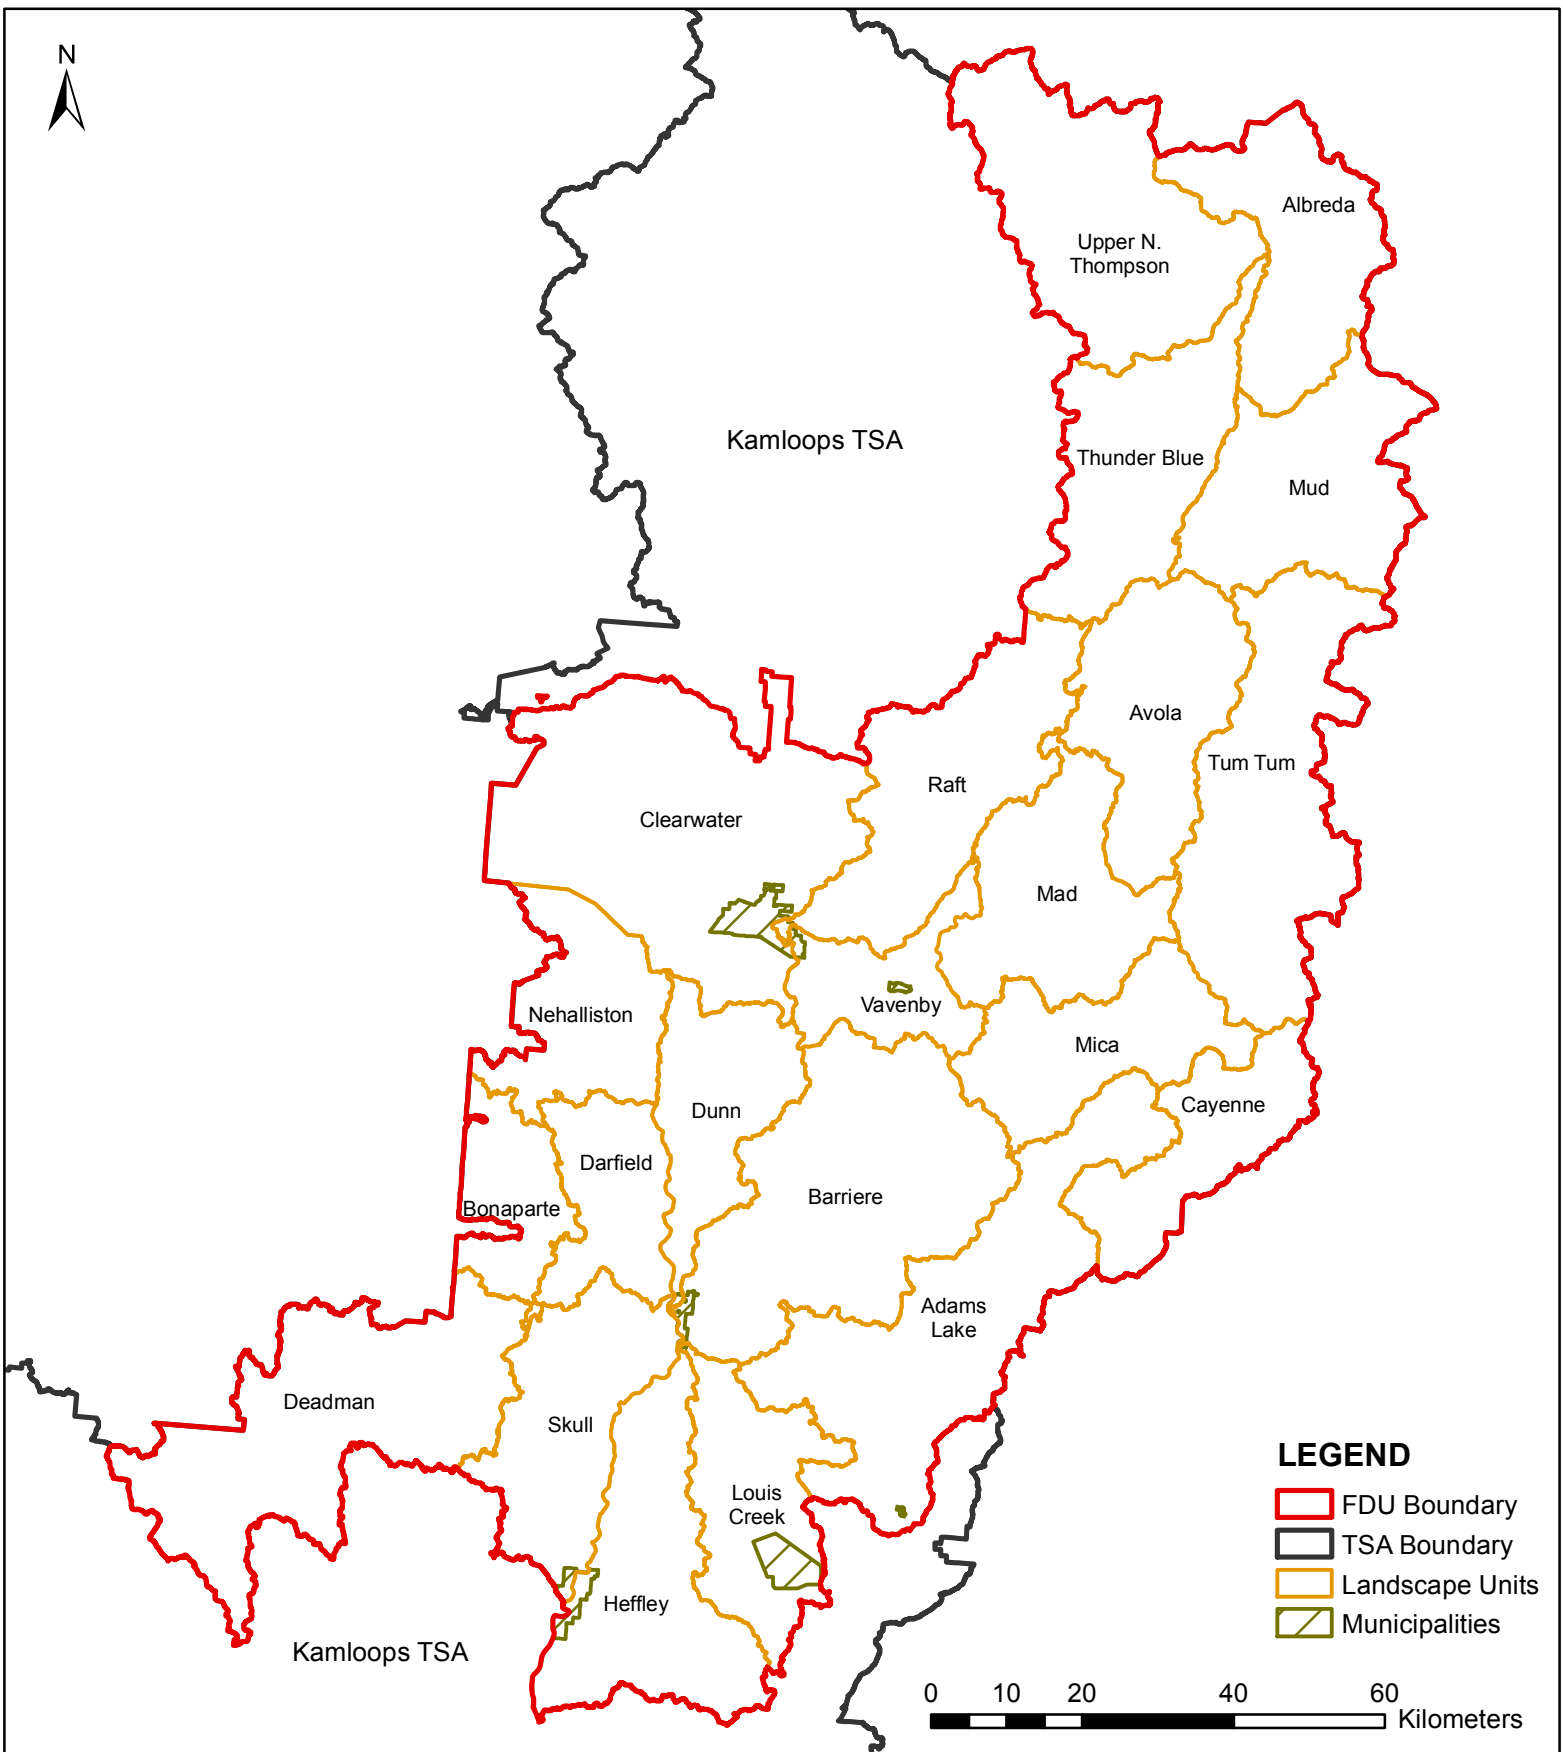 N
Albreda
Upper N.
Thompson
Kamloops TSA
Thunder Blue
Mud
Avola
Tum Tum
Raft
Clearwater
Mad
Vavenby
Nehalliston
Mica
Dunn
Cayenne
Darfield
Barriere
Bonaparte
Adams
Lake
Deadman
Skull
Louis
Creek
Heffley
Kamloops TSA
LEGEND
FDU Boundary
TSA Boundary
Landscape Units
Municipalities
0 10 20 40 60
Kilometers